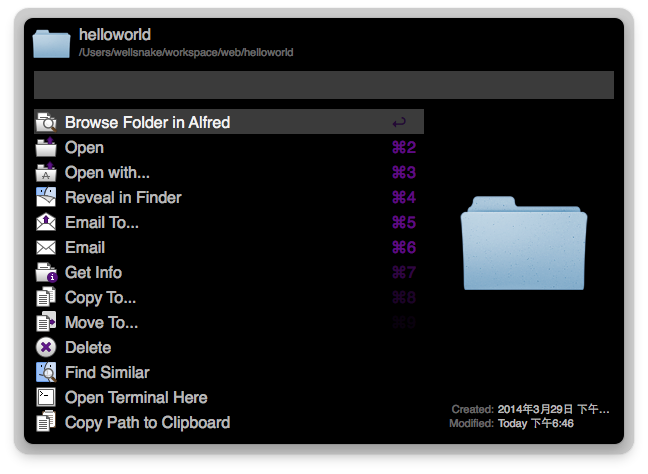 helloworld
/Users/wellsnake/workspace/web/helloworld
Browse Folder in Alfred ↩
Open ⌘2
Open with... ⌘3
Reveal in Finder ⌘4
Email To... ⌘5
Email ⌘6
Get Info ⌘7
Copy To... ⌘8
Move To... ⌘9
Delete
Find Similar
Open Terminal Here
Copy Path to Clipboard
Created: 2014年3月29日 下午...
Modified: Today 下午6:46